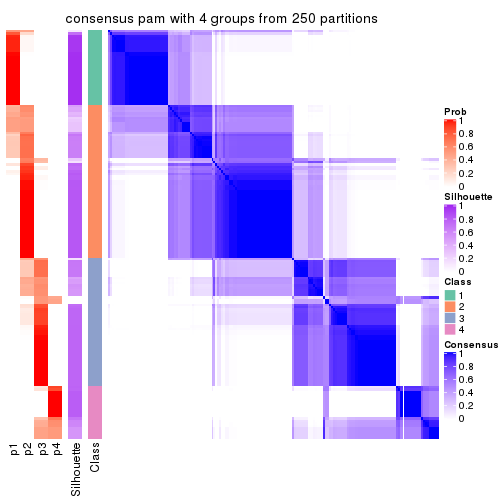 consensus pam with 4 groups from 250 partitions
Prob
1
0.8
0.6
0.4
0.2
0
Silhouette
1
0.8
0.6
0.4
0.2
0
Class
1
2
3
4
Consensus
1
0.8
0.6
0.4
0.2
0
p1
p2
p3
p4
Silhouette
Class